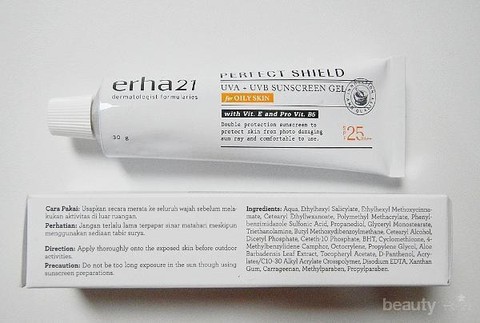 PERFECT SHIELD
erha21
dermatologist formularies
UVA + UVB SUNSCREEN GEL
for OILY SKIN
with Vit. E and Pro Vit. B6
Double protection sunscreen to
protect skin from photo damaging
sun ray and comfortable to use.
30 g
SPF 25
Cara Pakai: Usapkan secara merata ke seluruh wajah sebelum mela-
kukan aktivitas di luar ruangan.
Perhatian: Jangan terlalu lama terpapar sinar matahari meskipun
menggunakan sediaan tabir surya.
Direction: Apply thoroughly onto the exposed skin before outdoor
activities.
Precaution: Do not be too long exposure in the sun though using
sunscreen preparations.
Ingredients: Aqua, Ethylhexyl Salicylate, Ethylhexyl Methoxycinna-
mate, Cetearyl Ethylhexanoate, Polymethyl Methacrylate, Phenyl-
benzimidazole Sulfonic Acid, Propanediol, Glyceryl Monostearate,
Triethanolamine, Butyl Methoxydibenzoylmethane, Cetearyl Alcohol,
Dicetyl Phosphate, Ceteth-10 Phosphate, BHT, Cyclomethicone, 4-
Methylbenzylidene Camphor, Octocrylene, Propylene Glycol, Aloe
Barbadensis Leaf Extract, Tocopheryl Acetate, D-Panthenol, Acry-
lates/C10-30 Alkyl Acrylate Crosspolymer, Disodium EDTA, Xanthan
Gum, Carrageenan, Methylparaben, Propylparaben.
beauty